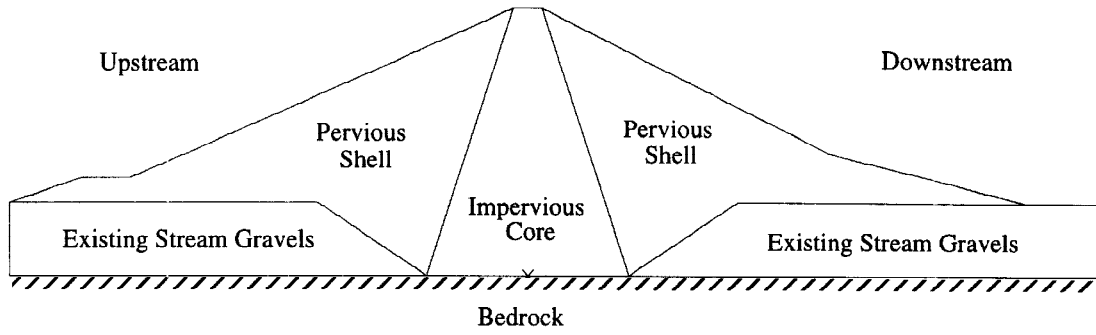 Upstream
Downstream
Pervious
Shell
Pervious
Shell
Impervious
Core
Existing Stream Gravels
Existing Stream Gravels
Bedrock